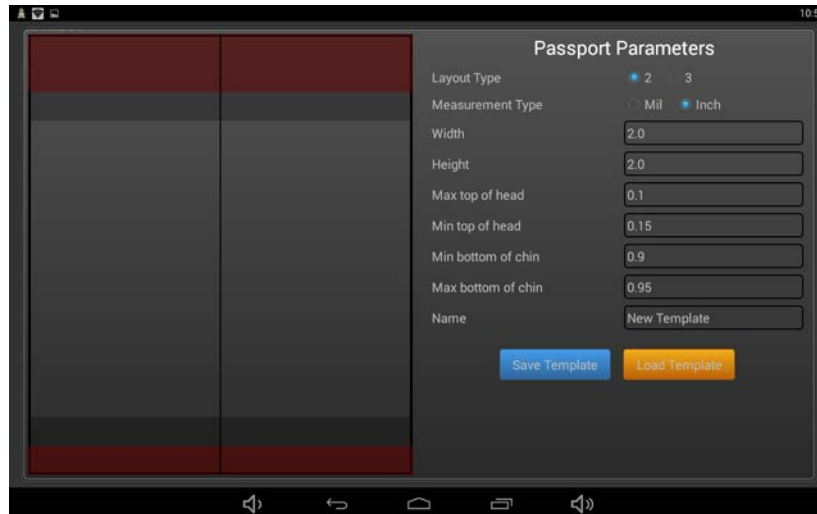 10:5
Passport Parameters
Layout Type 2 3
Measurement Type Mil Inch
Width 2.0
Height 2.0
Max top of head 0.1
Min top of head 0.15
Min bottom of chin 0.9
Max bottom of chin 0.95
Name New Template
Save Template Load Template